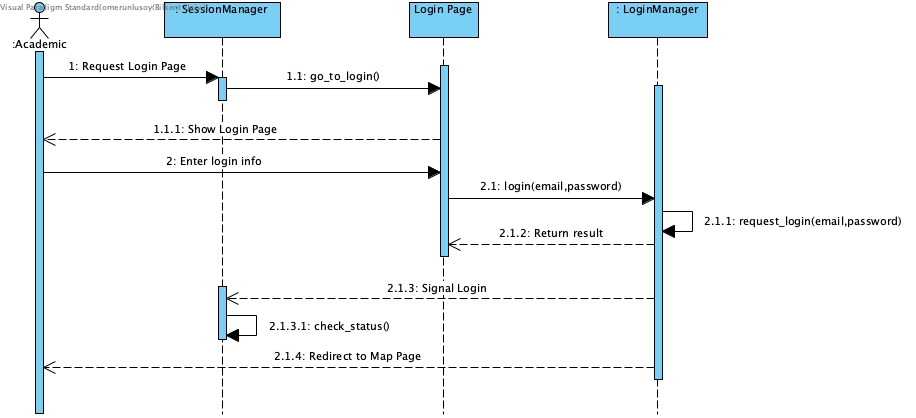 Visual Paradigm Standard(omerunlusoy(Bilkent
: SessionManager
Login Page
: LoginManager
:Academic
1: Request Login Page
1.1: go_to_login()
1.1.1: Show Login Page
2: Enter login info
2.1: login(email,password)
2.1.1: request_login(email,password)
2.1.2: Return result
2.1.3: Signal Login
2.1.3.1: check_status()
2.1.4: Redirect to Map Page